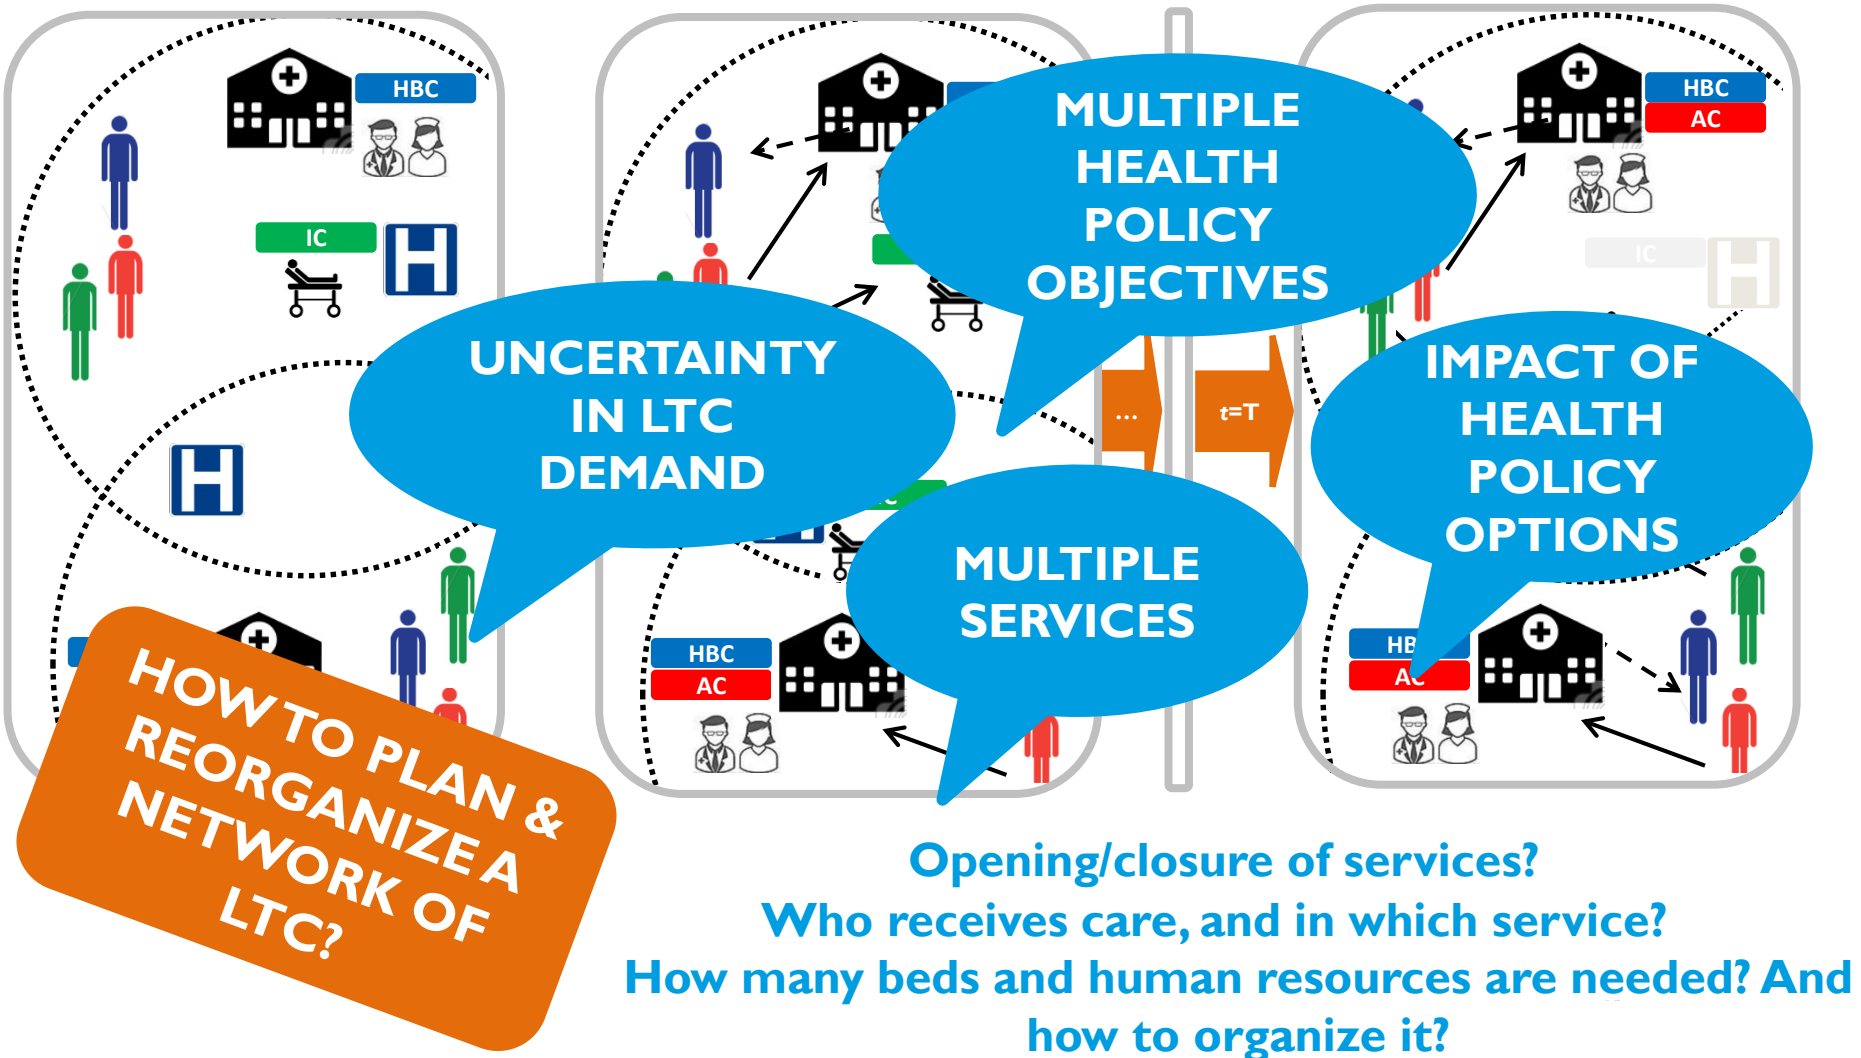 HBC
IC
H
H
HOW TO PLAN &
REORGANIZE A
NETWORK OF
LTC?
UNCERTAINTY
IN LTC
DEMAND
MULTIPLE
HEALTH
POLICY
OBJECTIVES
MULTIPLE
SERVICES
HBC
AC
...
t=T
HBC
AC
IC
H
IMPACT OF
HEALTH
POLICY
OPTIONS
AC
Opening/closure of services?
Who receives care, and in which service?
How many beds and human resources are needed? And
how to organize it?